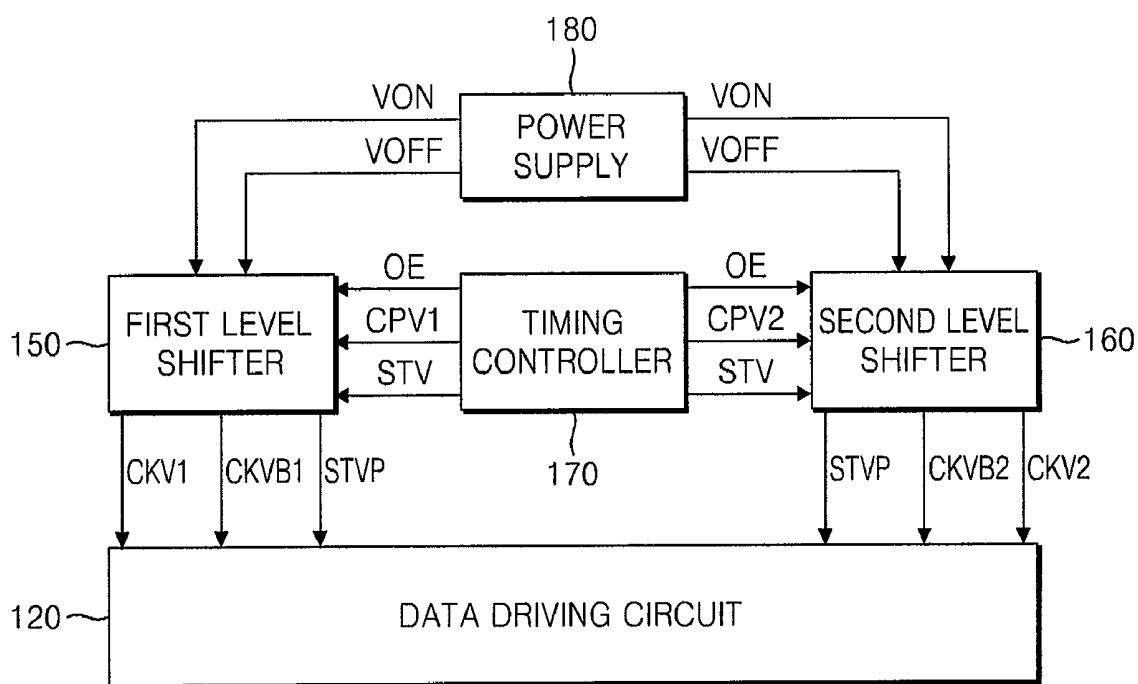 180
VON
POWER
SUPPLY
VON
VOFF
VOFF
OE
OE
150
FIRST LEVEL
SHIFTER
CPV1
TIMING
CONTROLLER
CPV2
SECOND LEVEL
SHIFTER
160
STV
STV
170
CKV1
CKVB1
STVP
STVP
CKVB2
CKV2
120
DATA DRIVING CIRCUIT